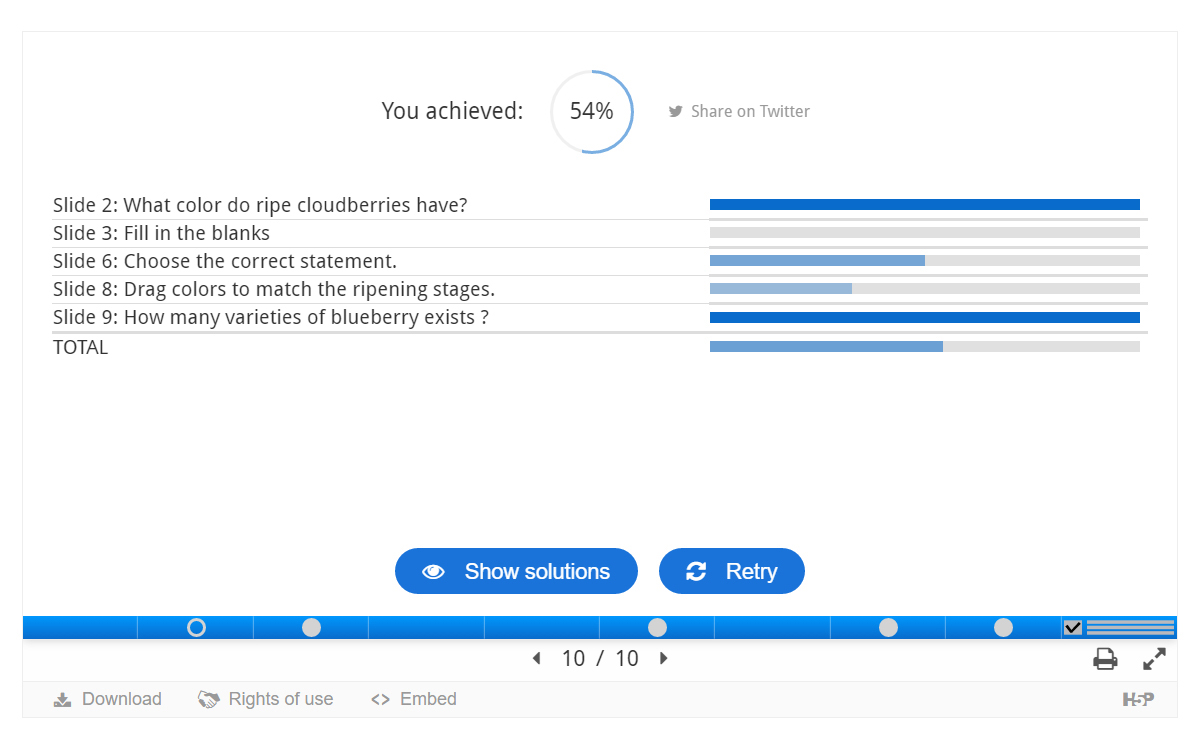 You achieved: 54% Share on Twitter
Slide 2: What color do ripe cloudberries have?
Slide 3: Fill in the blanks
Slide 6: Choose the correct statement.
Slide 8: Drag colors to match the ripening stages.
Slide 9: How many varieties of blueberry exists ?
TOTAL
Show solutions Retry
10 / 10
Download Rights of use <> Embed H5P